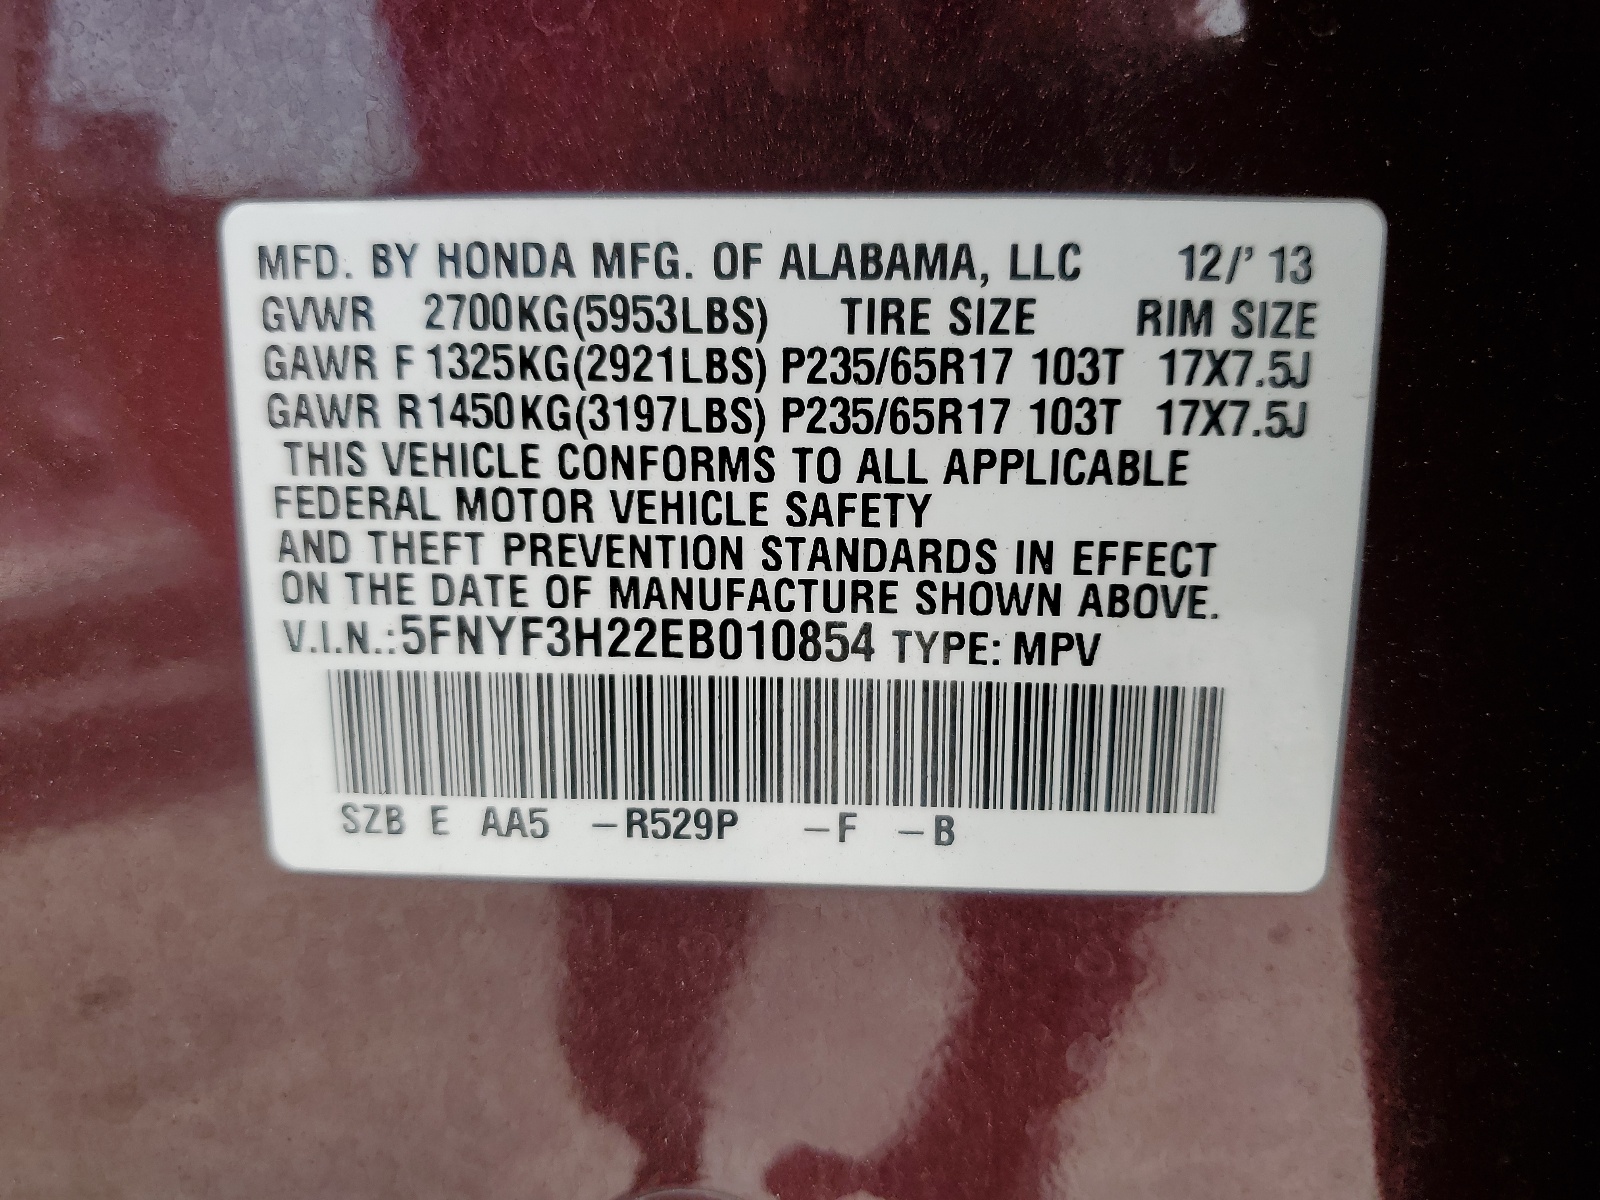 MFD. BY HONDA MFG. OF ALABAMA, LLC 12/' 13
GVWR 2700KG(5953LBS) TIRE SIZE RIM SIZE
GAWR F 1325KG(2921LBS) P235/65R17 103T 17X7.5J
GAWR R1450KG(3197LBS) P235/65R17 103T 17X7.5J
THIS VEHICLE CONFORMS TO ALL APPLICABLE
FEDERAL MOTOR VEHICLE SAFETY
AND THEFT PREVENTION STANDARDS IN EFFECT
ON THE DATE OF MANUFACTURE SHOWN ABOVE.
V.I.N.:5FNYF3H22EB010854 TYPE: MPV
SZB E AA5 –R529P –F –B